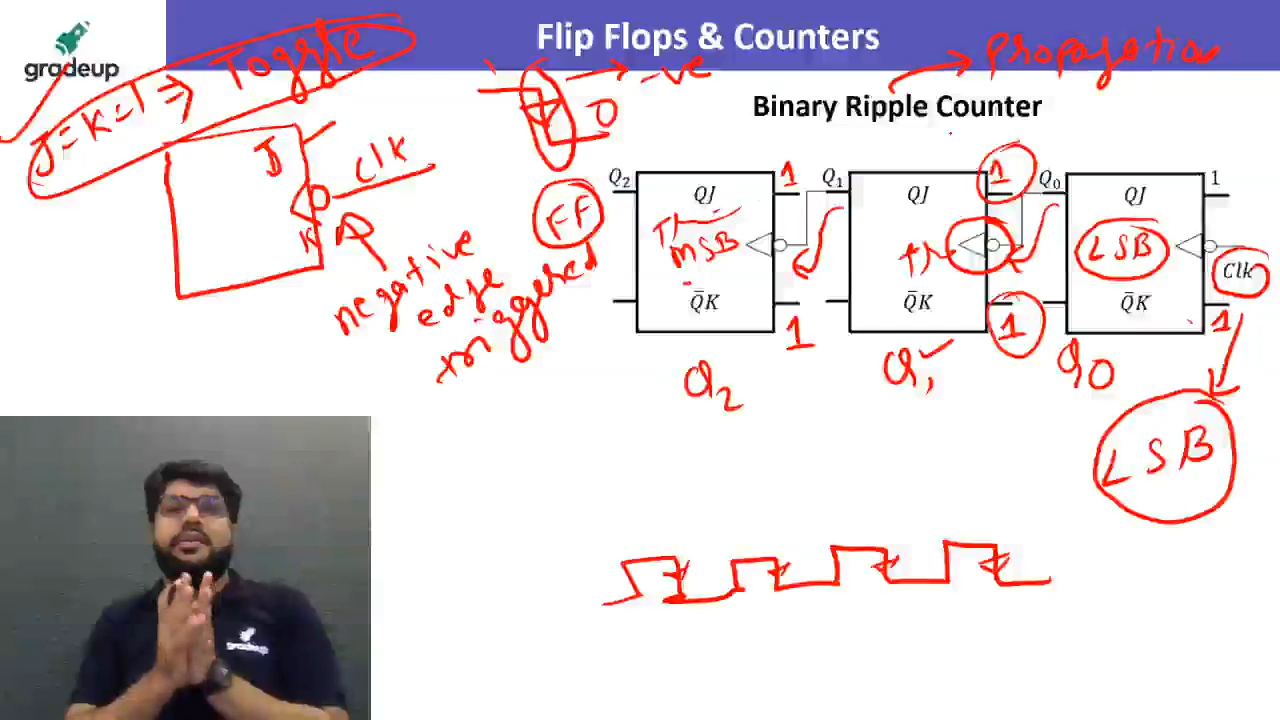 Flip Flops & Counters
gradeup
Binary Ripple Counter
Propagation
J=K=1 ⇒ Toggle
-ve
0
J
Clk
K
negative
edge
triggered
FF
Q₂ QJ 1 Q₁ QJ 1 Q₀ QJ 1
MSB
LSB
Clk
Q̄K 1 Q̄K 1 Q̄K 1
Q₂ Q₁ Q0
LSB
gradeup